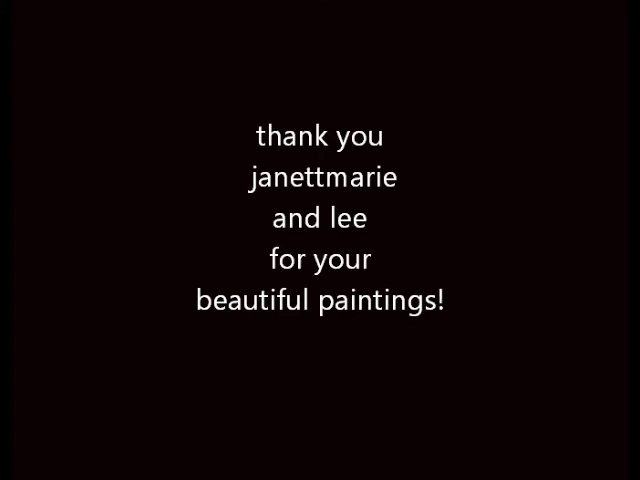 thank you
janettmarie
and lee
for your
beautiful paintings!